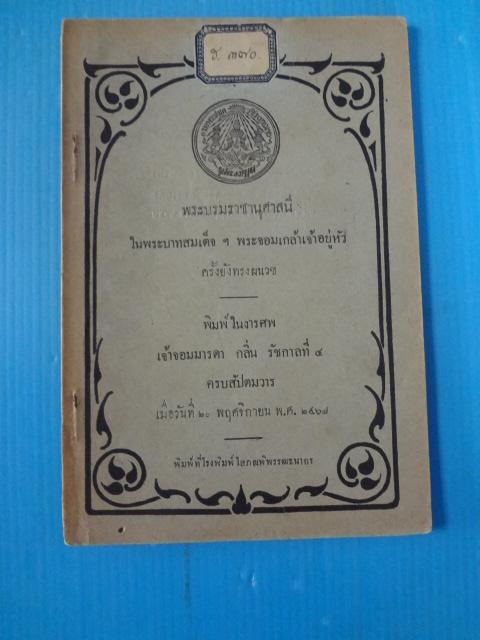 ช. ๓๗๐
พระบรมราชานุศาสนี
ในพระบาทสมเด็จ ฯ พระจอมเกล้าเจ้าอยู่หัว
ครั้งยังทรงผนวช
พิมพ์ในงารศพ
เจ้าจอมมารดา กลิ่น รัชกาลที่ ๔
ครบสัปตมวาร
เมื่อวันที่ ๒๐ พฤศจิกายน พ.ศ. ๒๔๖๘
พิมพ์ที่โรงพิมพ์โสภณพิพรรฒธนากร